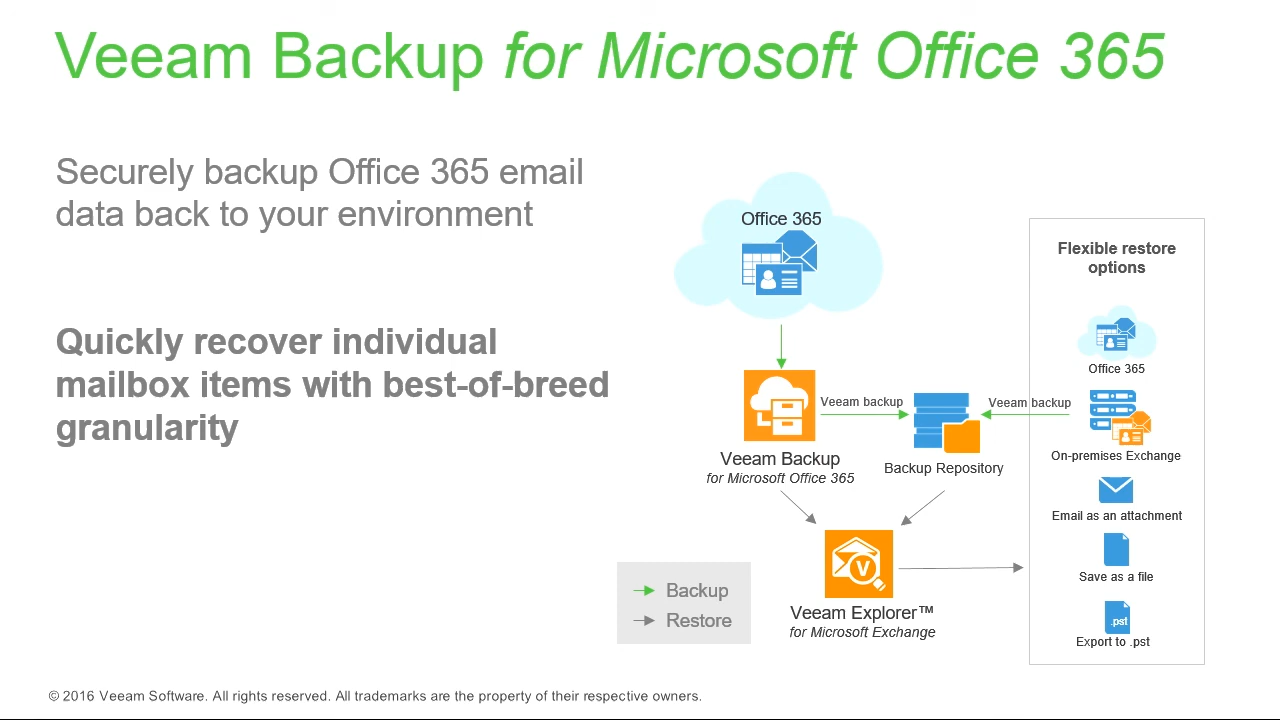 Veeam Backup for Microsoft Office 365
Securely backup Office 365 email
data back to your environment
Quickly recover individual
mailbox items with best-of-breed
granularity
Office 365
Veeam backup
Veeam Backup
for Microsoft Office 365
Backup Repository
Veeam backup
Veeam Explorer™
for Microsoft Exchange
V
Backup
Restore
Flexible restore
options
Office 365
On-premises Exchange
Email as an attachment
Save as a file
.pst
Export to .pst
© 2016 Veeam Software. All rights reserved. All trademarks are the property of their respective owners.